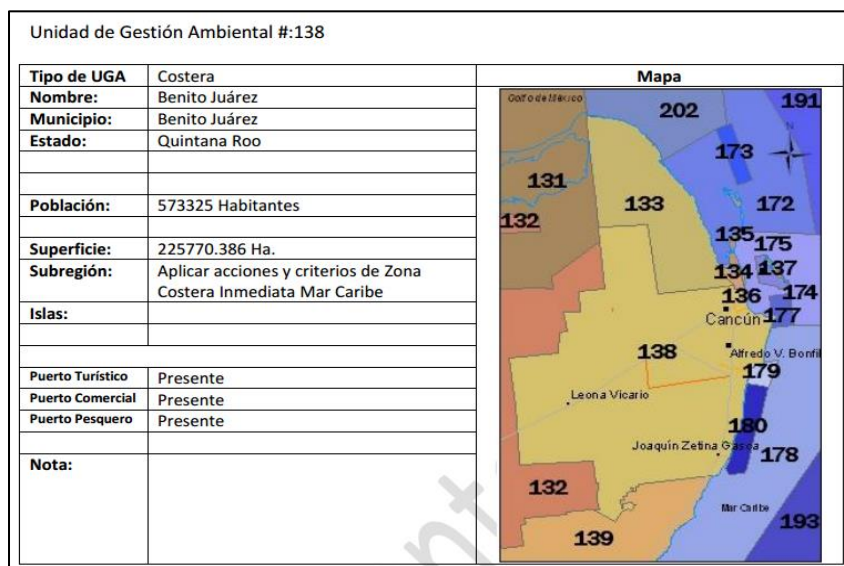 Unidad de Gestión Ambiental #:138
Tipo de UGA Costera Mapa
Nombre: Benito Juárez
Municipio: Benito Juárez
Estado: Quintana Roo
Población: 573325 Habitantes
Superficie: 225770.386 Ha.
Subregión: Aplicar acciones y criterios de Zona
Costera Inmediata Mar Caribe
Islas:
Puerto Turístico Presente
Puerto Comercial Presente
Puerto Pesquero Presente
Nota:
Golfo de México
202
191
N
173
131
133
172
132
135
175
134
137
136
174
Cancún
177
138
Alfredo V. Bonfil
179
Leona Vicario
180
Joaquín Zetina Gasca
178
132
Mar Caribe
193
139